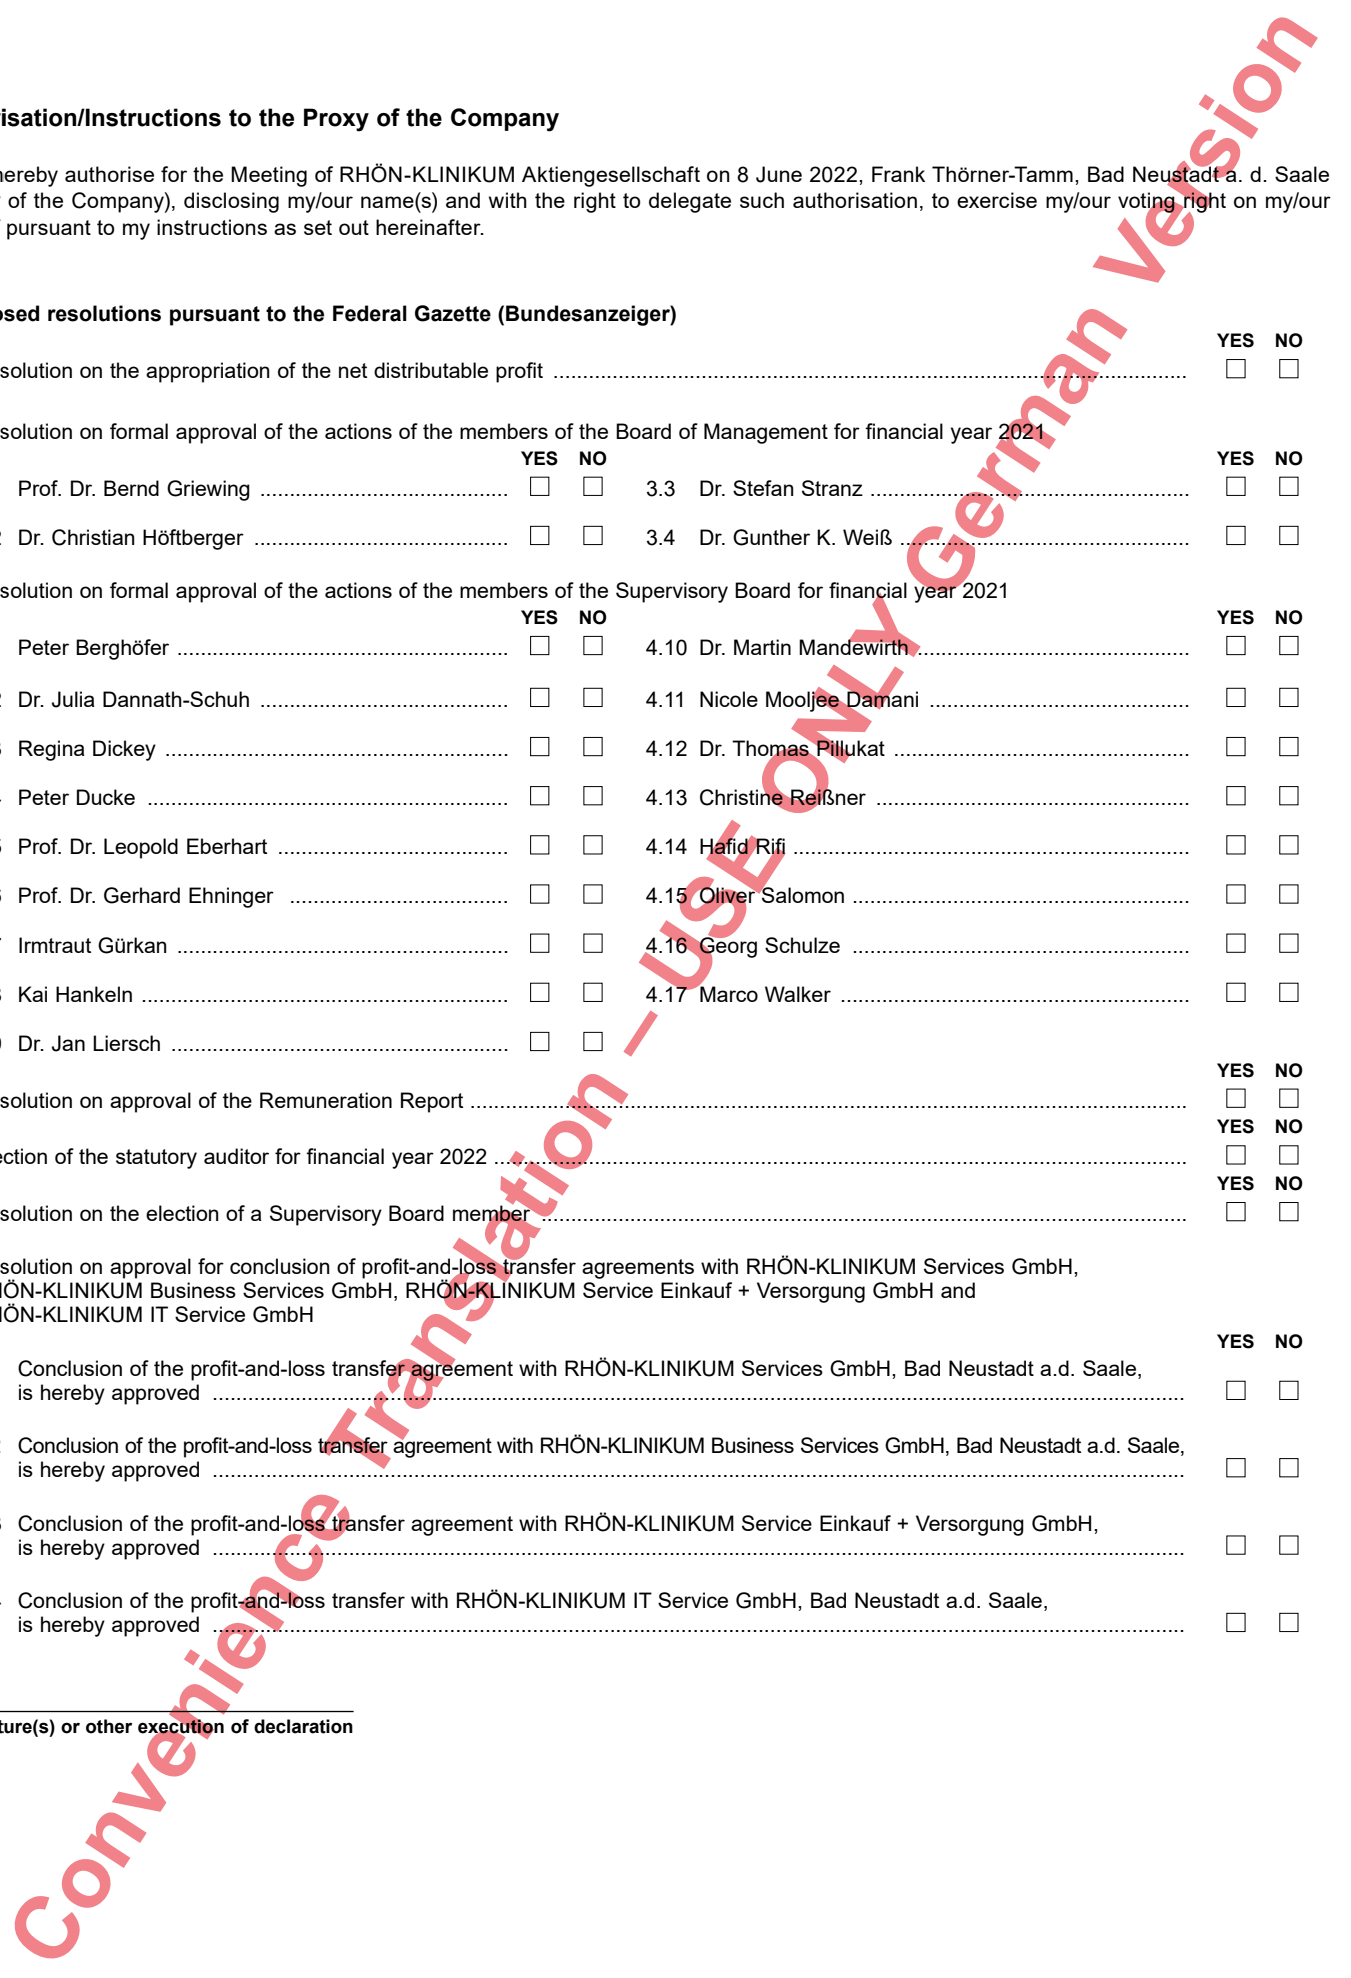 isation/Instructions to the Proxy of the Company
hereby authorise for the Meeting of RHÖN-KLINIKUM Aktiengesellschaft on 8 June 2022, Frank Thörner-Tamm, Bad Neustadt a. d. Saale
of the Company), disclosing my/our name(s) and with the right to delegate such authorisation, to exercise my/our voting right on my/our
pursuant to my instructions as set out hereinafter.
osed resolutions pursuant to the Federal Gazette (Bundesanzeiger)
YES NO
solution on the appropriation of the net distributable profit
solution on formal approval of the actions of the members of the Board of Management for financial year 2021
YES NO YES NO
Prof. Dr. Bernd Griewing 3.3 Dr. Stefan Stranz
2 Dr. Christian Höftberger 3.4 Dr. Gunther K. Weiß
solution on formal approval of the actions of the members of the Supervisory Board for financial year 2021
YES NO YES NO
Peter Berghöfer 4.10 Dr. Martin Mandewirth
2 Dr. Julia Dannath-Schuh 4.11 Nicole Mooljee Damani
3 Regina Dickey 4.12 Dr. Thomas Pillukat
Peter Ducke 4.13 Christine Reißner
5 Prof. Dr. Leopold Eberhart 4.14 Hafid Rifi
6 Prof. Dr. Gerhard Ehninger 4.15 Oliver Salomon
Irmtraut Gürkan 4.16 Georg Schulze
8 Kai Hankeln 4.17 Marco Walker
9 Dr. Jan Liersch
YES NO
solution on approval of the Remuneration Report
YES NO
ection of the statutory auditor for financial year 2022
YES NO
solution on the election of a Supervisory Board member
solution on approval for conclusion of profit-and-loss transfer agreements with RHÖN-KLINIKUM Services GmbH,
HÖN-KLINIKUM Business Services GmbH, RHÖN-KLINIKUM Service Einkauf + Versorgung GmbH and
HÖN-KLINIKUM IT Service GmbH
YES NO
Conclusion of the profit-and-loss transfer agreement with RHÖN-KLINIKUM Services GmbH, Bad Neustadt a.d. Saale,
is hereby approved
2 Conclusion of the profit-and-loss transfer agreement with RHÖN-KLINIKUM Business Services GmbH, Bad Neustadt a.d. Saale,
is hereby approved
3 Conclusion of the profit-and-loss transfer agreement with RHÖN-KLINIKUM Service Einkauf + Versorgung GmbH,
is hereby approved
Conclusion of the profit-and-loss transfer with RHÖN-KLINIKUM IT Service GmbH, Bad Neustadt a.d. Saale,
is hereby approved
ture(s) or other execution of declaration
Convenience Translation – USE ONLY German Version